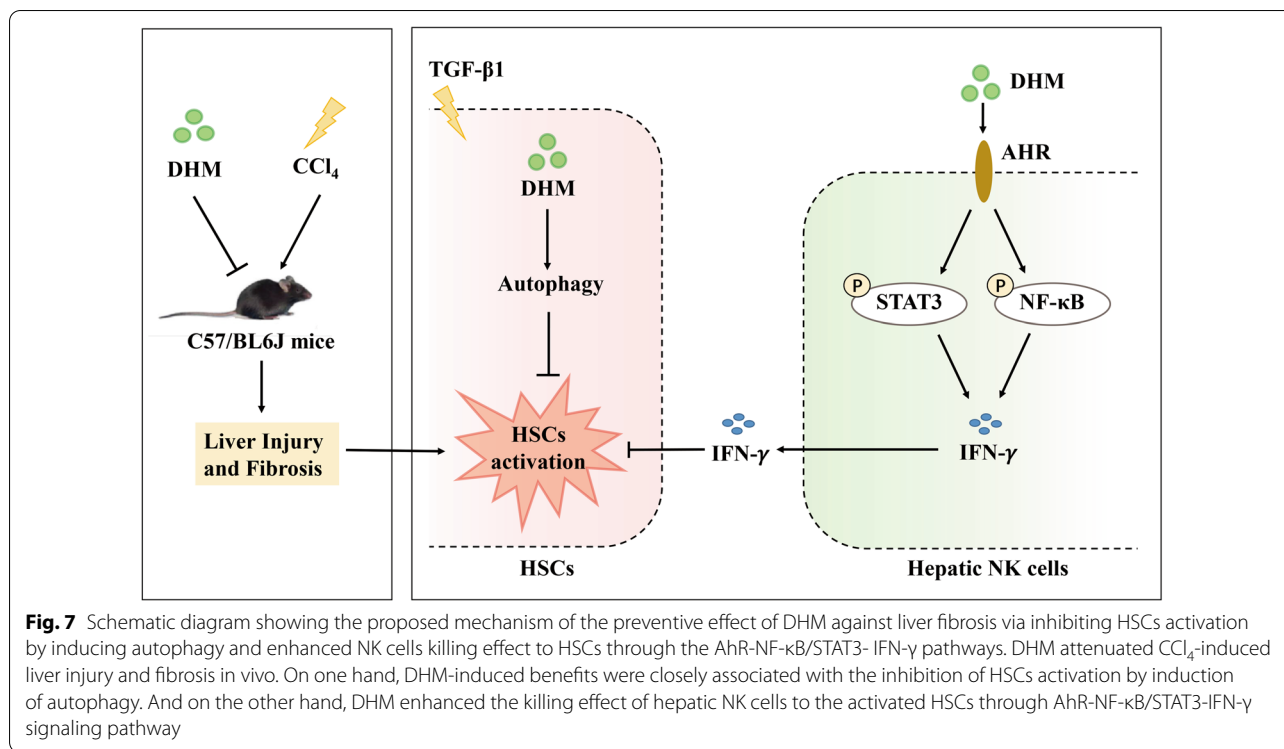 DHM
CCl₄
C57/BL6J mice
Liver Injury
and Fibrosis
TGF-β1
DHM
Autophagy
HSCs
activation
HSCs
IFN-γ
DHM
AHR
P
STAT3
P
NF-κB
IFN-γ
Hepatic NK cells
Fig. 7 Schematic diagram showing the proposed mechanism of the preventive effect of DHM against liver fibrosis via inhibiting HSCs activation
by inducing autophagy and enhanced NK cells killing effect to HSCs through the AhR-NF-κB/STAT3- IFN-γ pathways. DHM attenuated CCl₄-induced
liver injury and fibrosis in vivo. On one hand, DHM-induced benefits were closely associated with the inhibition of HSCs activation by induction
of autophagy. And on the other hand, DHM enhanced the killing effect of hepatic NK cells to the activated HSCs through AhR-NF-κB/STAT3-IFN-γ
signaling pathway